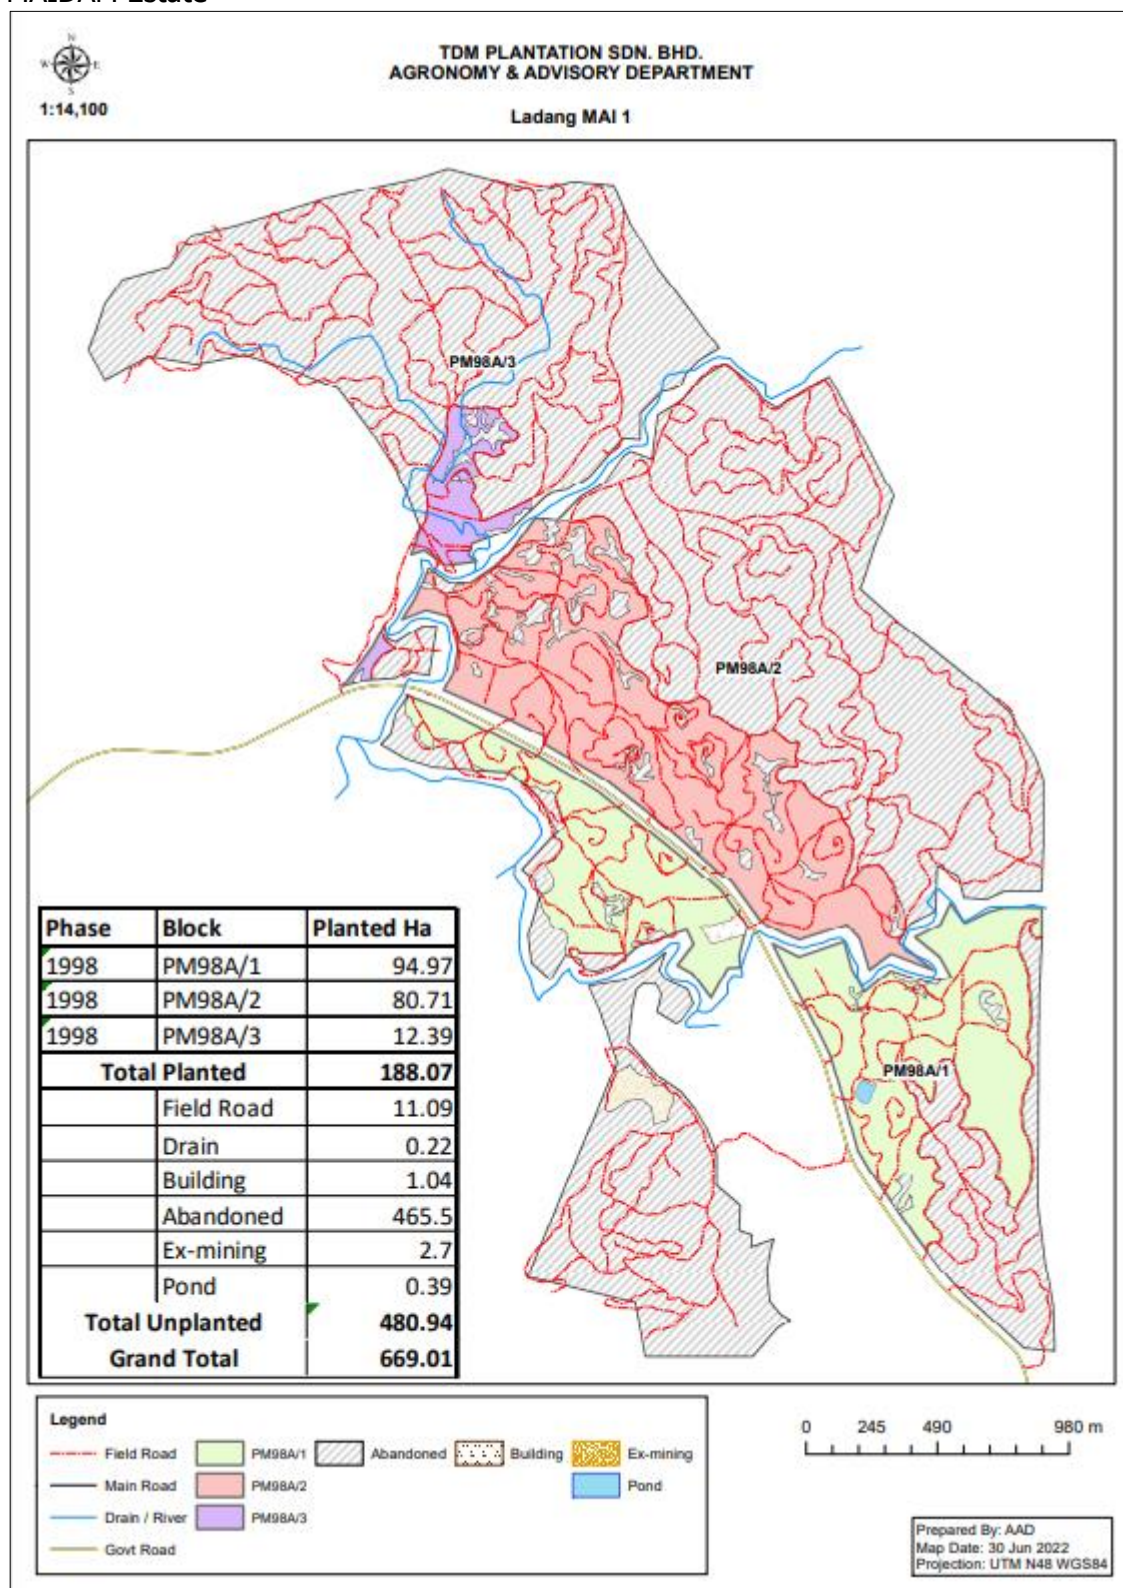 MAIDAM Estate
N
W E
S
1:14,100
TDM PLANTATION SDN. BHD.
AGRONOMY & ADVISORY DEPARTMENT
Ladang MAI 1
PM98A/3
PM98A/2
PM98A/1
Phase Block Planted Ha
1998 PM98A/1 94.97
1998 PM98A/2 80.71
1998 PM98A/3 12.39
Total Planted 188.07
Field Road 11.09
Drain 0.22
Building 1.04
Abandoned 465.5
Ex-mining 2.7
Pond 0.39
Total Unplanted 480.94
Grand Total 669.01
Legend
Field Road PM98A/1 Abandoned Building Ex-mining
Main Road PM98A/2 Pond
Drain / River PM98A/3
Govt Road
0 245 490 980 m
Prepared By: AAD
Map Date: 30 Jun 2022
Projection: UTM N48 WGS84